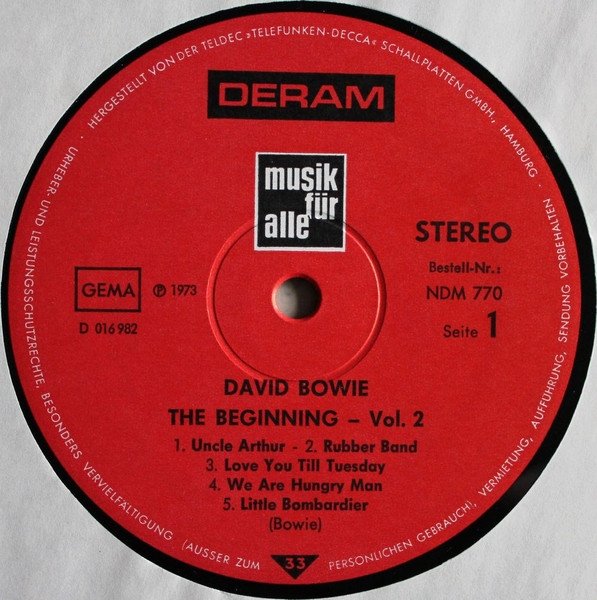 HERGESTELLT VON DER TELDEC »TELEFUNKEN-DECCA« SCHALLPLATTEN GMBH., HAMBURG ·
URHEBER- UND LEISTUNGSSCHUTZRECHTE, BESONDERS VERVIELFÄLTIGUNG (AUSSER ZUM PERSÖNLICHEN GEBRAUCH), VERMIETUNG, AUFFÜHRUNG, SENDUNG VORBEHALTEN ·
DERAM
musik
für
alle
STEREO
GEMA
D 016 982
℗ 1973
Bestell-Nr.:
NDM 770
Seite 1
DAVID BOWIE
THE BEGINNING – Vol. 2
1. Uncle Arthur - 2. Rubber Band
3. Love You Till Tuesday
4. We Are Hungry Man
5. Little Bombardier
(Bowie)
33